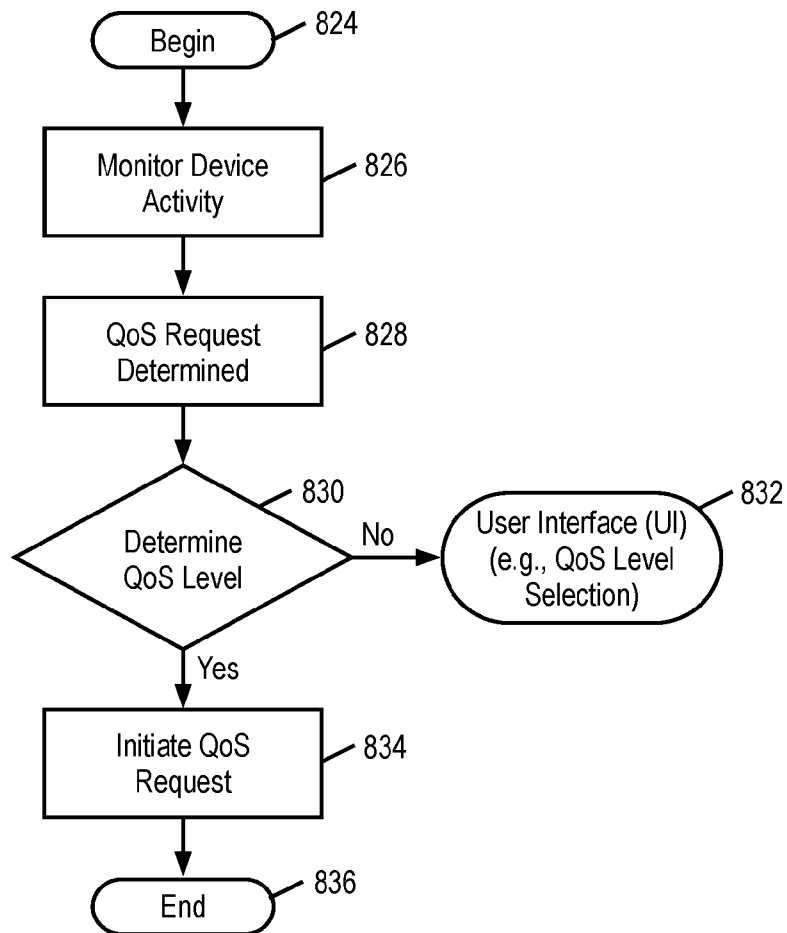 Begin
824
Monitor Device
Activity
826
QoS Request
Determined
828
830
Determine
QoS Level
No
832
User Interface (UI)
(e.g., QoS Level
Selection)
Yes
Initiate QoS
Request
834
End
836